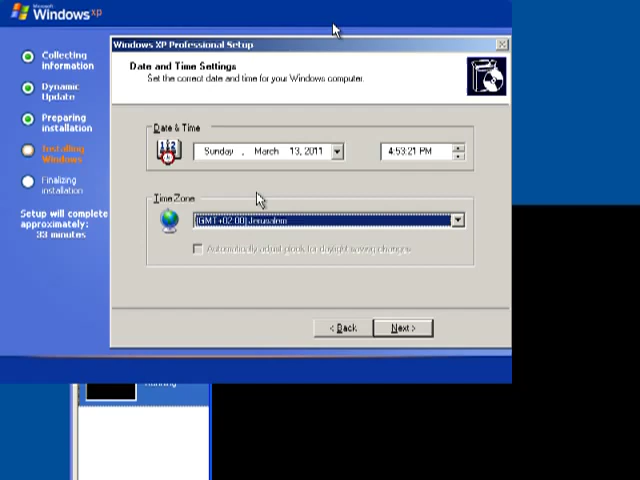 Microsoft
Windows xp
Collecting
information
Dynamic
Update
Preparing
installation
Installing
Windows
Finalizing
installation
Setup will complete
approximately:
33 minutes
Windows XP Professional Setup
Date and Time Settings
Set the correct date and time for your Windows computer.
Date & Time
Sunday , March 13, 2011
4:53:21 PM
Time Zone
(GMT+02:00) Jerusalem
Automatically adjust clock for daylight saving changes
< Back
Next >
Running